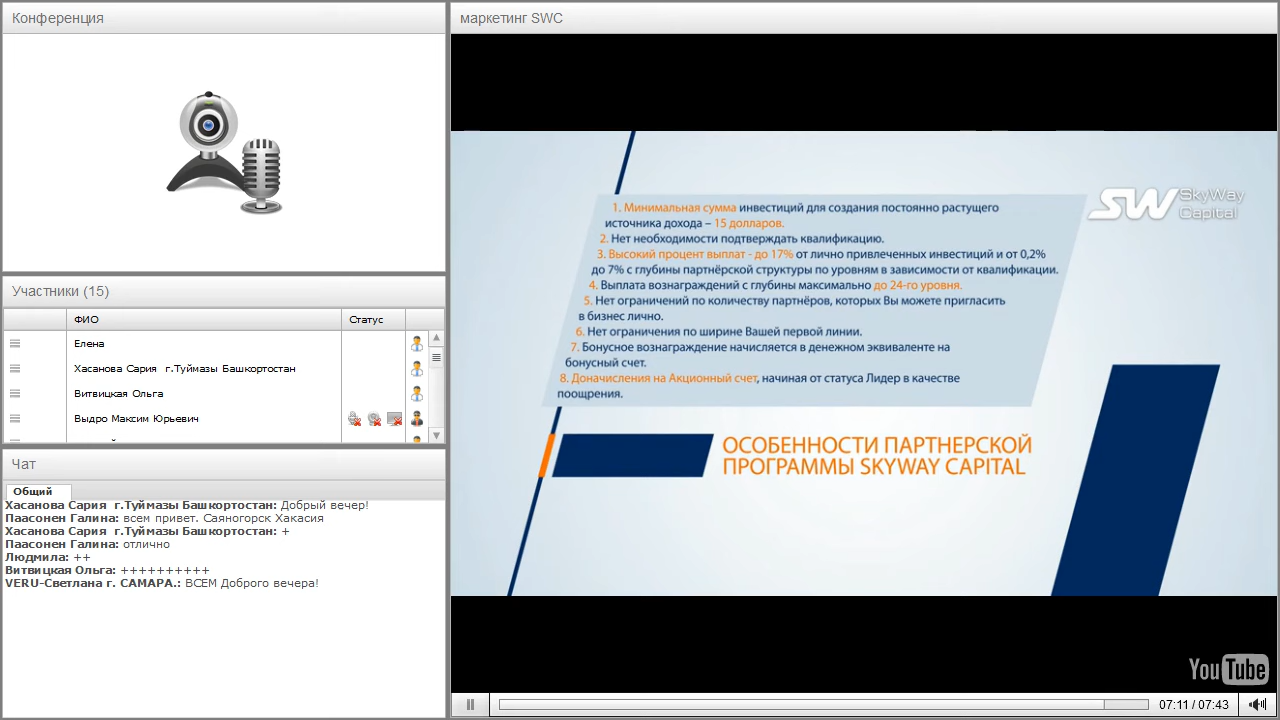 Конференция
маркетинг SWC
SW SkyWay
Capital
1. Минимальная сумма инвестиций для создания постоянно растущего
источника дохода – 15 долларов.
2. Нет необходимости подтверждать квалификацию.
3. Высокий процент выплат - до 17% от лично привлеченных инвестиций и от 0,2%
до 7% с глубины партнёрской структуры по уровням в зависимости от квалификации.
4. Выплата вознаграждений с глубины максимально до 24-го уровня.
5. Нет ограничений по количеству партнёров, которых Вы можете пригласить
в бизнес лично.
6. Нет ограничения по ширине Вашей первой линии.
7. Бонусное вознаграждение начисляется в денежном эквиваленте на
бонусный счет.
8. Доначисления на Акционный счет, начиная от статуса Лидер в качестве
поощрения.
ОСОБЕННОСТИ ПАРТНЕРСКОЙ
ПРОГРАММЫ SKYWAY CAPITAL
YouTube
07:11 / 07:43
Участники (15)
ФИО Статус
Елена
Хасанова Сария г.Туймазы Башкортостан
Витвицкая Ольга
Выдро Максим Юрьевич
Чат
Общий
Хасанова Сария г.Туймазы Башкортостан: Добрый вечер!
Паасонен Галина: всем привет. Саяногорск Хакасия
Хасанова Сария г.Туймазы Башкортостан: +
Паасонен Галина: отлично
Людмила: ++
Витвицкая Ольга: ++++++++++
VERU-Светлана г. САМАРА.: ВСЕМ Доброго вечера!